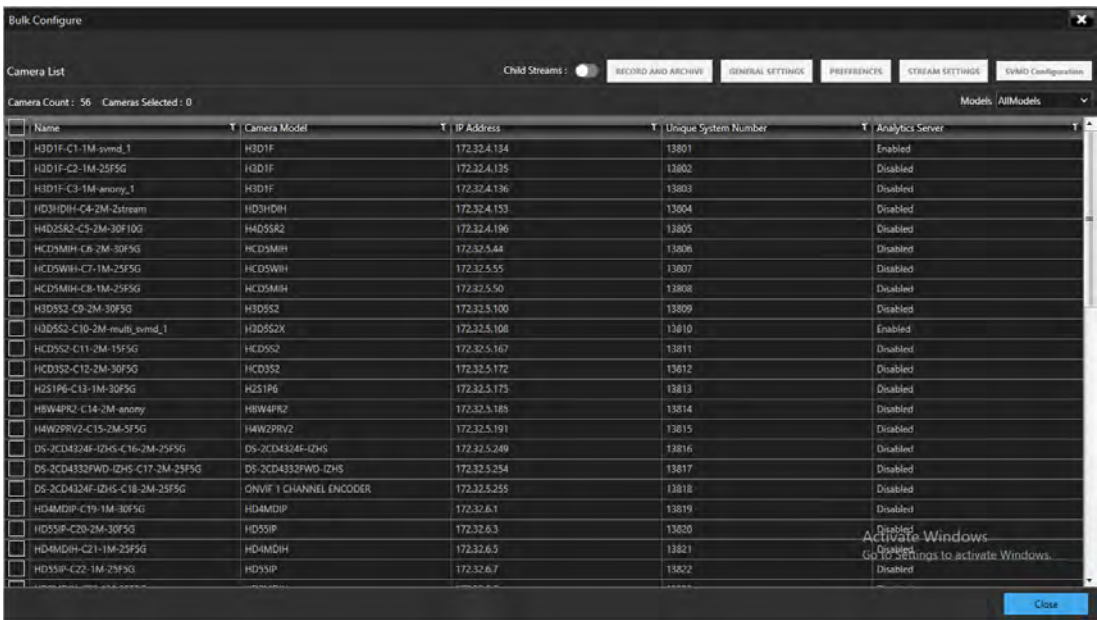 Bulk Configure
Camera List
Child Streams :
RECORD AND ARCHIVE
GENERAL SETTINGS
PREFERENCES
STREAM SETTINGS
SVMD Configuration
Camera Count : 56 Cameras Selected : 0
Models AllModels
Name Camera Model IP Address Unique System Number Analytics Server
H3D1F-C1-1M-svmd_1 H3D1F 172.32.4.134 13801 Enabled
H3D1F-C2-1M-25F5G H3D1F 172.32.4.135 13802 Disabled
H3D1F-C3-1M-anony_1 H3D1F 172.32.4.136 13803 Disabled
HD3HDIH-C4-2M-2stream HD3HDIH 172.32.4.153 13804 Disabled
H4D2SR2-C5-2M-30F10G H4D5SR2 172.32.4.196 13805 Disabled
HCD5MIH-C6-2M-30F5G HCD5MIH 172.32.5.44 13806 Disabled
HCD5WIH-C7-1M-25F5G HCD5WIH 172.32.5.55 13807 Disabled
HCD5MIH-C8-1M-25F5G HCD5MIH 172.32.5.50 13808 Disabled
H3D5S2-C9-2M-30F5G H3D5S2 172.32.5.100 13809 Disabled
H3D5S2-C10-2M-multi_svmd_1 H3D5S2X 172.32.5.108 13810 Enabled
HCD5S2-C11-2M-15F5G HCD5S2 172.32.5.167 13811 Disabled
HCD3S2-C12-2M-30F5G HCD3S2 172.32.5.172 13812 Disabled
H2S1P6-C13-1M-30F5G H2S1P6 172.32.5.175 13813 Disabled
HBW4PR2-C14-2M-anony HBW4PR2 172.32.5.185 13814 Disabled
H4W2PRV2-C15-2M-5F5G H4W2PRV2 172.32.5.191 13815 Disabled
DS-2CD4324F-IZHS-C16-2M-25F5G DS-2CD4324F-IZHS 172.32.5.249 13816 Disabled
DS-2CD4332FWD-IZHS-C17-2M-25F5G DS-2CD4332FWD-IZHS 172.32.5.254 13817 Disabled
DS-2CD4324F-IZHS-C18-2M-25F5G ONVIF 1 CHANNEL ENCODER 172.32.5.255 13818 Disabled
HD4MDIP-C19-1M-30F5G HD4MDIP 172.32.6.1 13819 Disabled
HD55IP-C20-2M-30F5G HD55IP 172.32.6.3 13820 Disabled
HD4MDIH-C21-1M-25F5G HD4MDIH 172.32.6.5 13821 Disabled
HD55IP-C22-1M-25F5G HD55IP 172.32.6.7 13822 Disabled
Activate Windows
Go to Settings to activate Windows.
Close